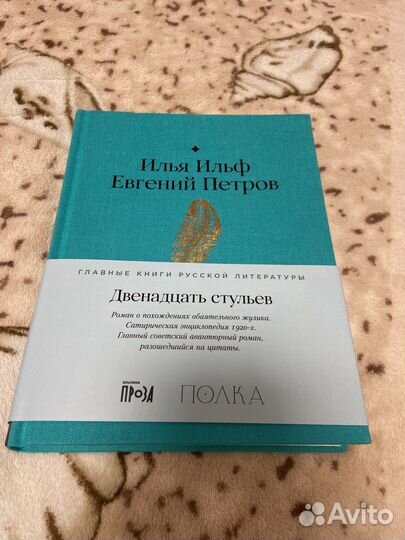 Илья Ильф
Евгений Петров
ГЛАВНЫЕ КНИГИ РУССКОЙ ЛИТЕРАТУРЫ
Двенадцать стульев
Роман о похождениях обаятельного жулика.
Сатирическая энциклопедия 1920-х.
Главный советский авантюрный роман,
разошедшийся на цитаты.
альпина
ПРОЗА
ПОЛКА
Avito